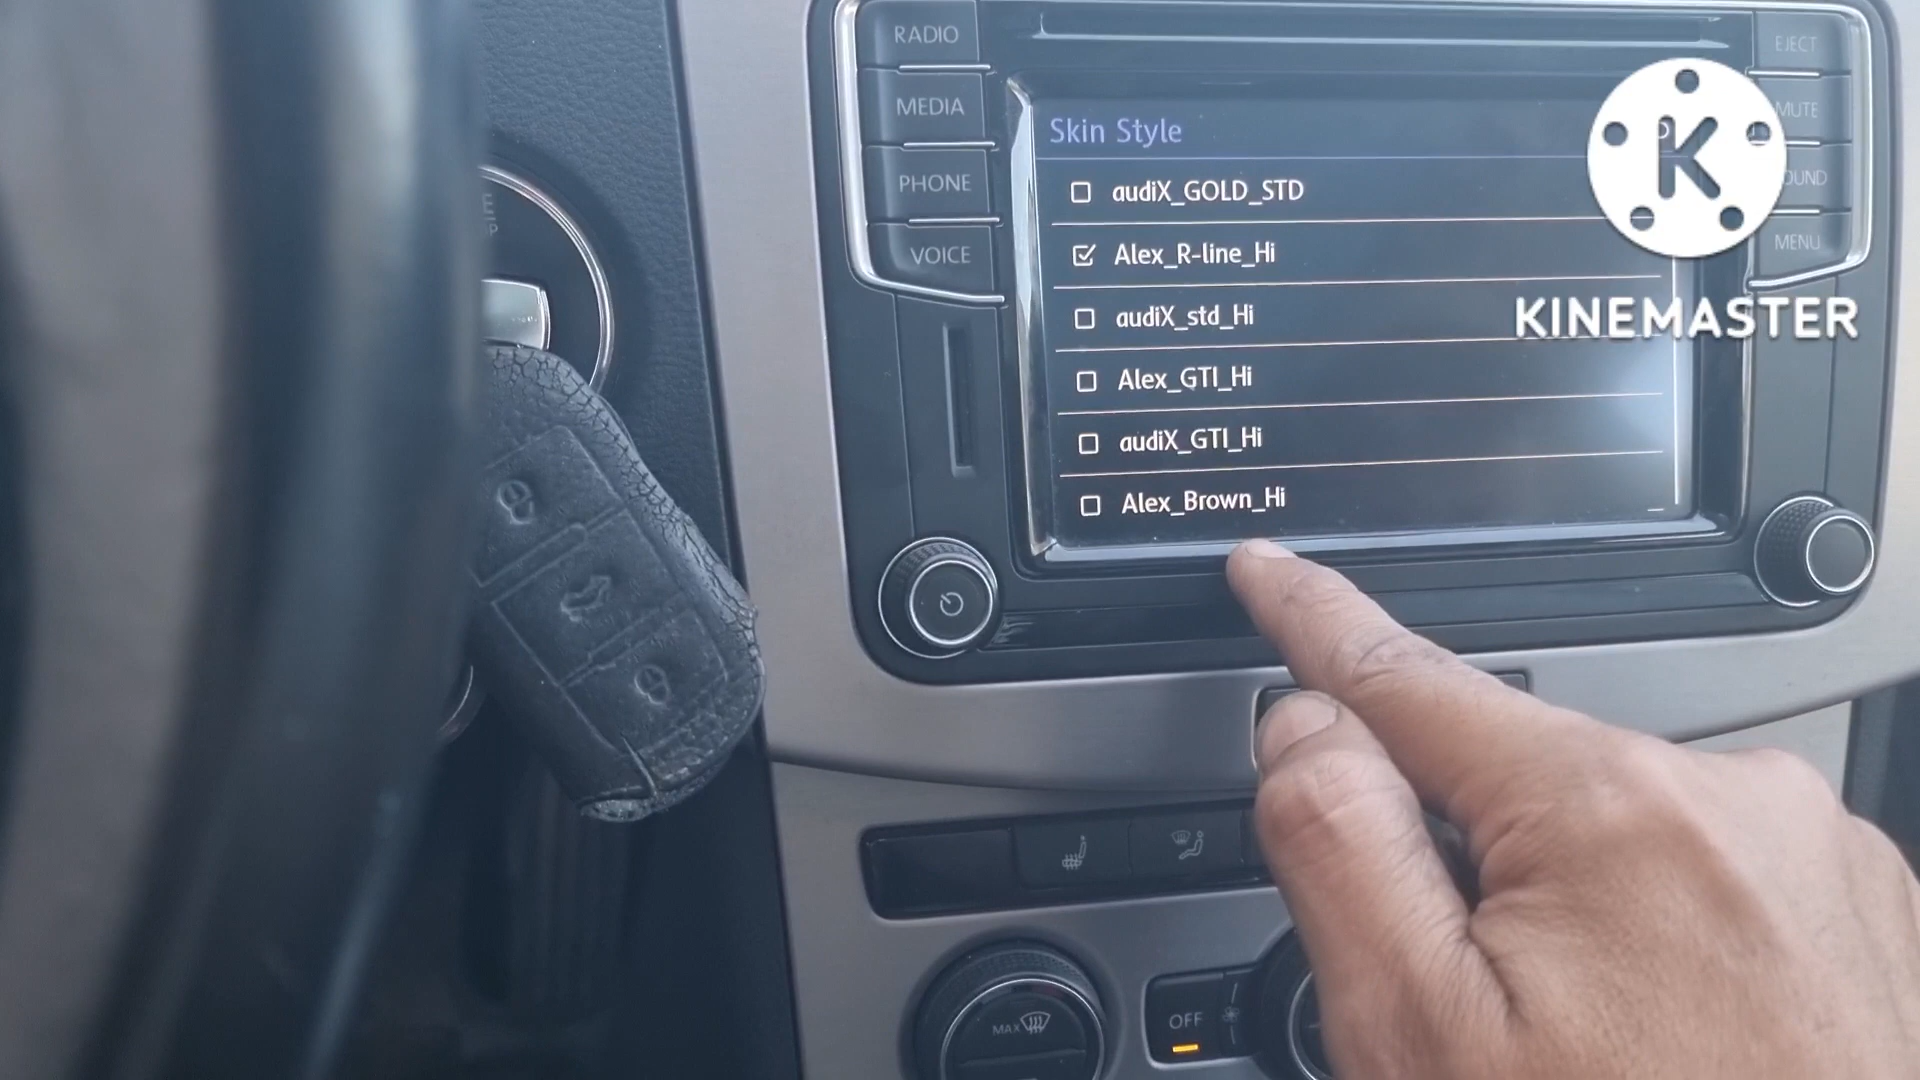 RADIO
MEDIA
PHONE
VOICE
Skin Style
audiX_GOLD_STD
Alex_R-line_Hi
audiX_std_Hi
Alex_GTI_Hi
audiX_GTI_Hi
Alex_Brown_Hi
EJECT
MUTE
MENU
K
KINEMASTER
MAX
OFF